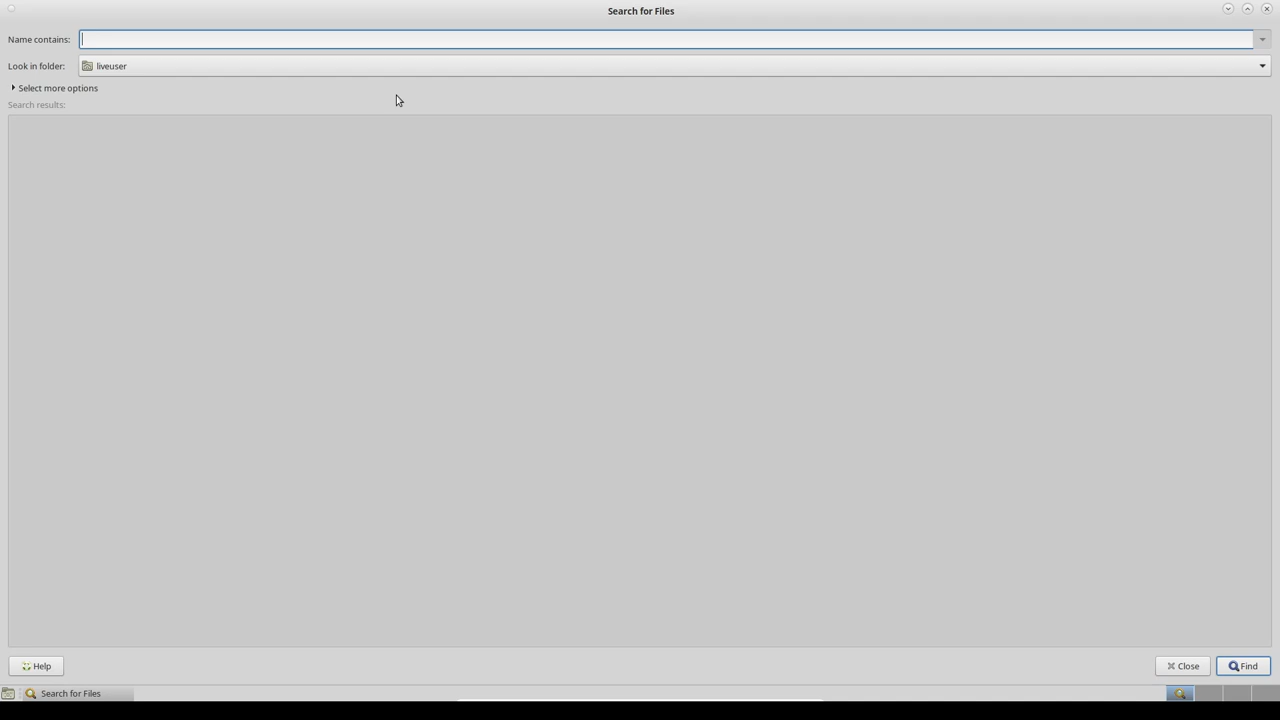 Search for Files
Name contains:
Look in folder: liveuser
Select more options
Search results:
Help
Close
Find
Search for Files